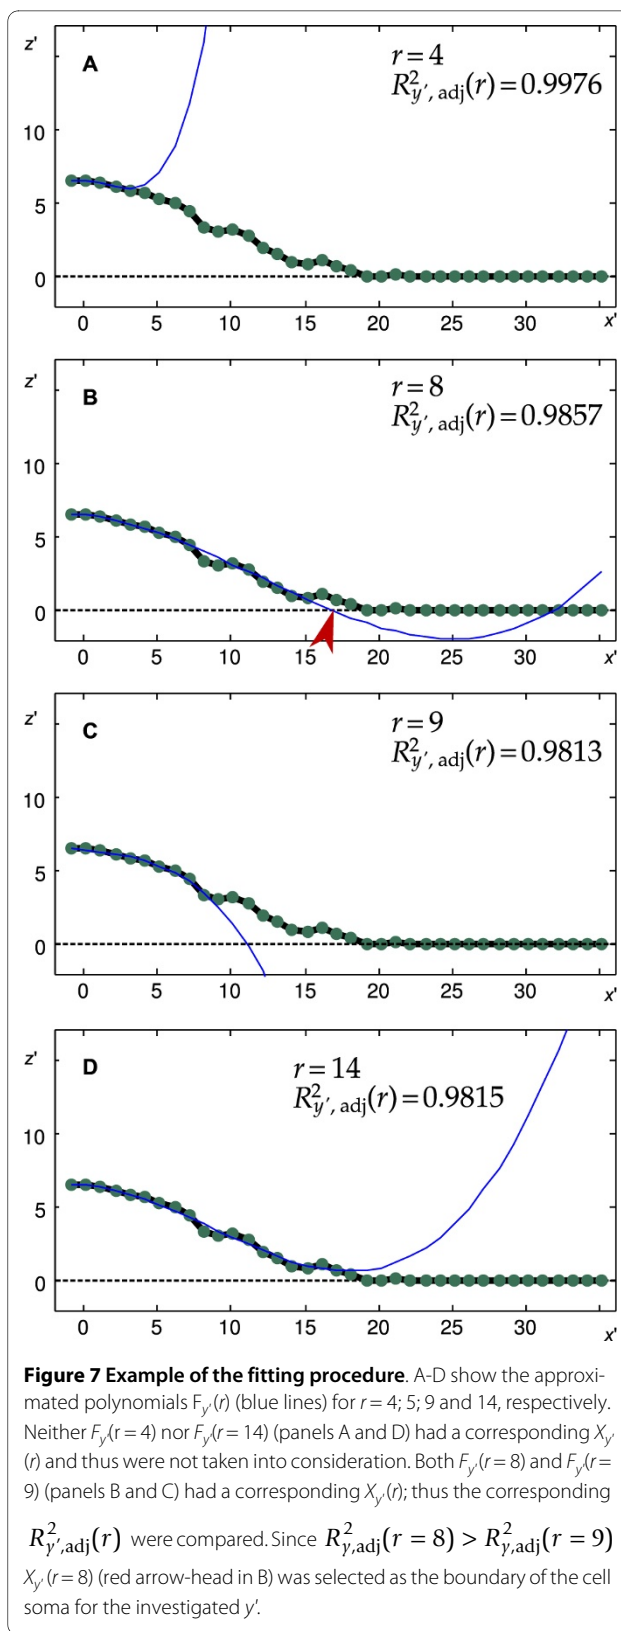 z'
A
r = 4
R²y′, adj(r) = 0.9976
10
5
0
0 5 10 15 20 25 30 x'
z'
B
r = 8
R²y′, adj(r) = 0.9857
10
5
0
0 5 10 15 20 25 30 x'
z'
C
r = 9
R²y′, adj(r) = 0.9813
10
5
0
0 5 10 15 20 25 30 x'
z'
D
r = 14
R²y′, adj(r) = 0.9815
10
5
0
0 5 10 15 20 25 30 x'
Figure 7 Example of the fitting procedure. A-D show the approxi-
mated polynomials Fy'(r) (blue lines) for r = 4; 5; 9 and 14, respectively.
Neither Fy'(r = 4) nor Fy'(r = 14) (panels A and D) had a corresponding Xy'
(r) and thus were not taken into consideration. Both Fy'(r = 8) and Fy'(r =
9) (panels B and C) had a corresponding Xy'(r); thus the corresponding
R²γ′,adj(r) were compared. Since R²γ,adj(r = 8) > R²γ,adj(r = 9)
Xy' (r = 8) (red arrow-head in B) was selected as the boundary of the cell
soma for the investigated y'.